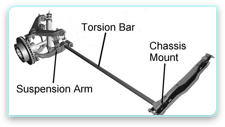 Torsion Bar
Chassis
Mount
Suspension Arm